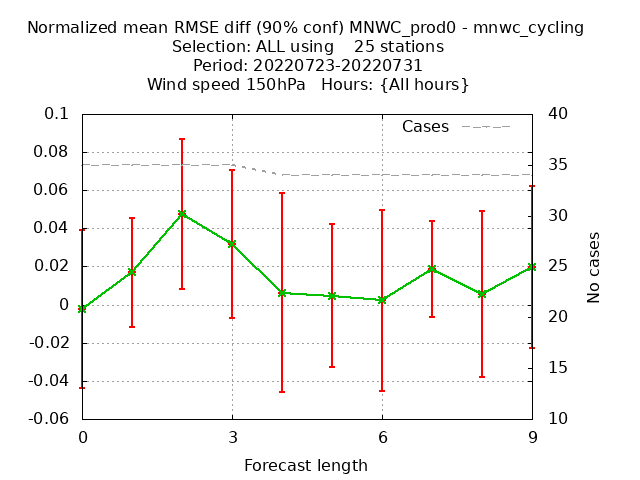 Normalized mean RMSE diff (90% conf) MNWC_prod0 - mnwc_cycling
Selection: ALL using    25 stations
Period: 20220723-20220731
Wind speed 150hPa   Hours: {All hours}
Cases
0.1
0.08
0.06
0.04
0.02
0
-0.02
-0.04
-0.06
40
35
30
25
20
15
10
No cases
0 3 6 9
Forecast length